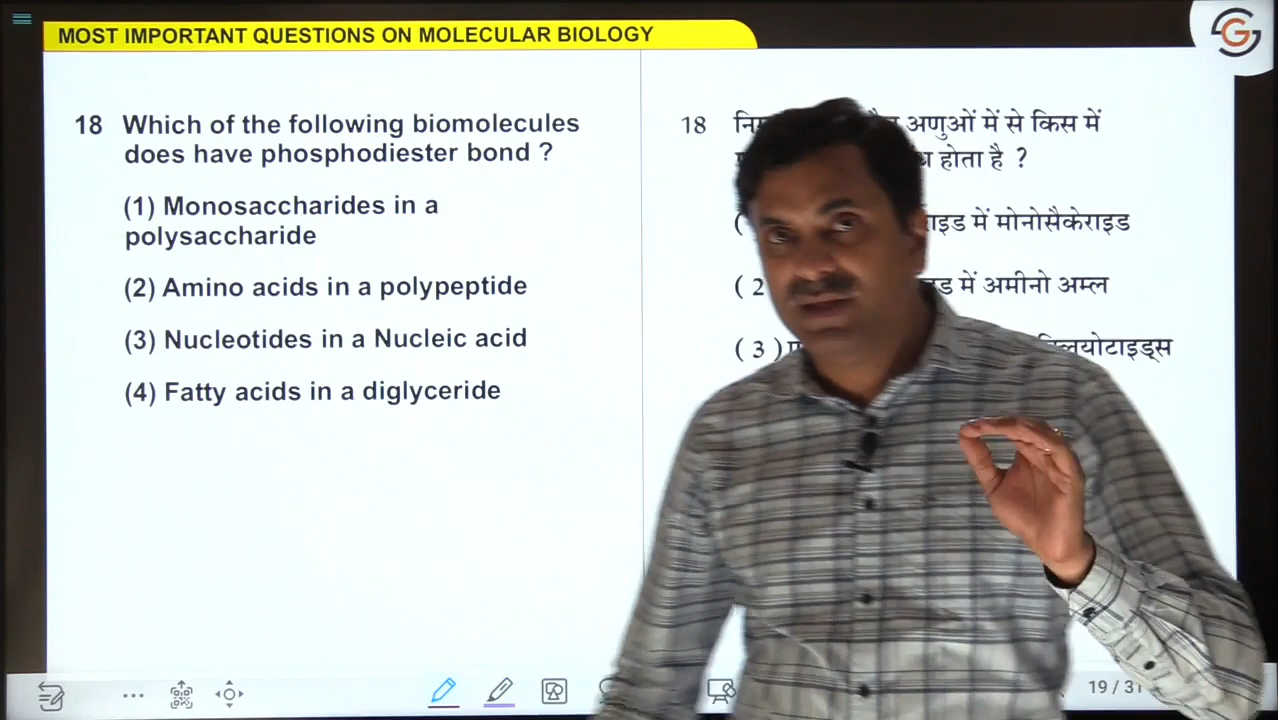 MOST IMPORTANT QUESTIONS ON MOLECULAR BIOLOGY
18 Which of the following biomolecules
does have phosphodiester bond ?
(1) Monosaccharides in a
polysaccharide
(2) Amino acids in a polypeptide
(3) Nucleotides in a Nucleic acid
(4) Fatty acids in a diglyceride
18 अणुओं में से किस में
होता है ?
में मोनोसैकेराइड
( 2 में अमीनो अम्ल
( 3 )
19 / 31